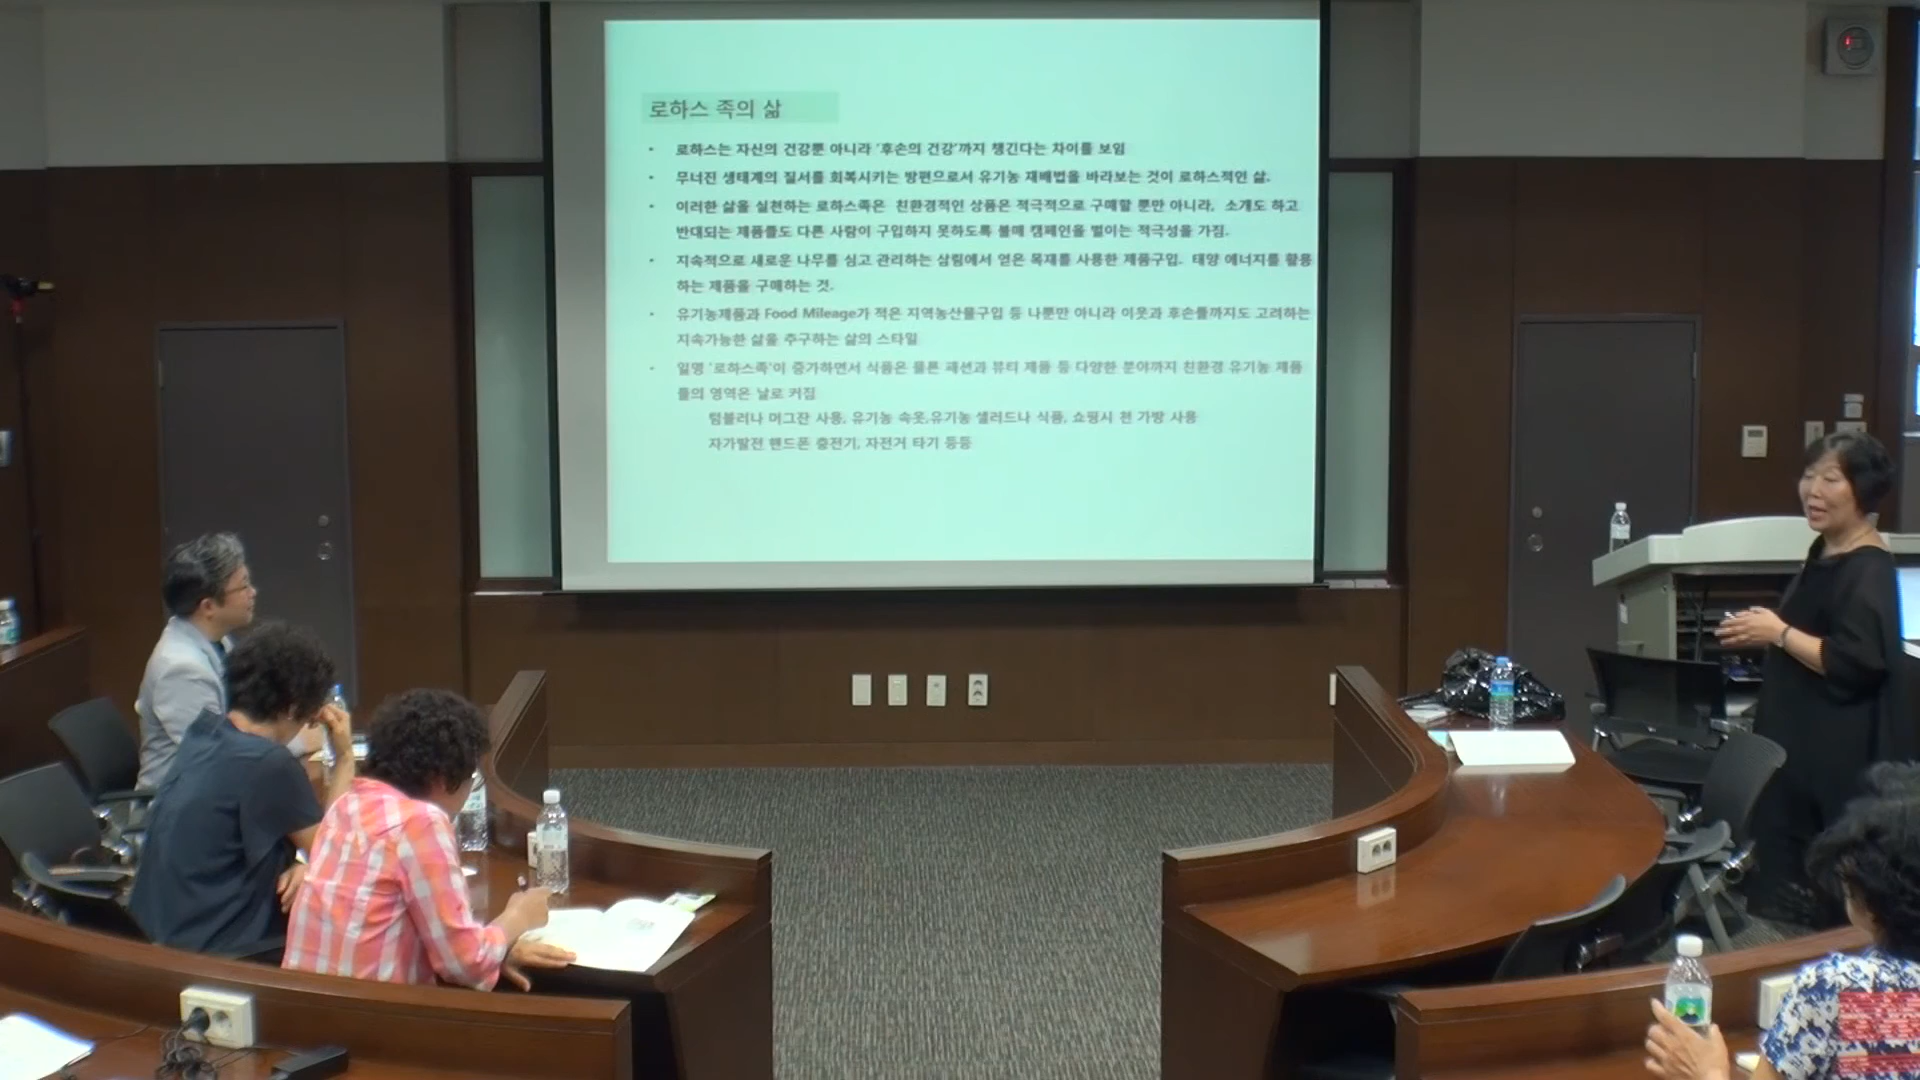 로하스 족의 삶
• 로하스는 자신의 건강뿐 아니라 '후손의 건강'까지 챙긴다는 차이를 보임
• 무너진 생태계의 질서를 회복시키는 방편으로서 유기농 재배법을 바라보는 것이 로하스적인 삶.
• 이러한 삶을 실천하는 로하스족은 친환경적인 상품은 적극적으로 구매할 뿐만 아니라, 소개도 하고
반대되는 제품들도 다른 사람이 구입하지 못하도록 불매 캠페인을 벌이는 적극성을 가짐.
• 지속적으로 새로운 나무를 심고 관리하는 삼림에서 얻은 목재를 사용한 제품구입. 태양 에너지를 활용
하는 제품을 구매하는 것.
• 유기농제품과 Food Mileage가 적은 지역농산물구입 등 나뿐만 아니라 이웃과 후손들까지도 고려하는
지속가능한 삶을 추구하는 삶의 스타일
• 일명 '로하스족'이 증가하면서 식품은 물론 패션과 뷰티 제품 등 다양한 분야까지 친환경 유기농 제품
들의 영역은 날로 커짐
텀블러나 머그잔 사용, 유기농 속옷,유기농 샐러드나 식품, 쇼핑시 천 가방 사용
자가발전 핸드폰 충전기, 자전거 타기 등등